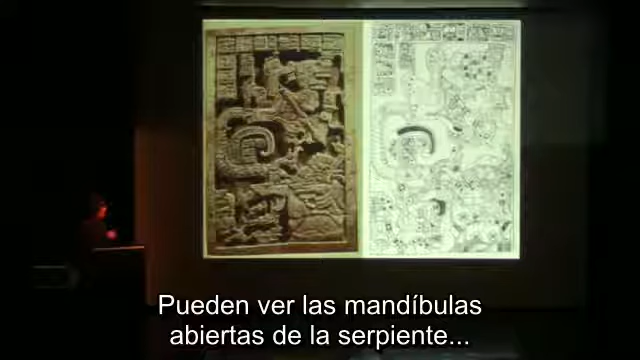 Pueden ver las mandíbulas
abiertas de la serpiente...